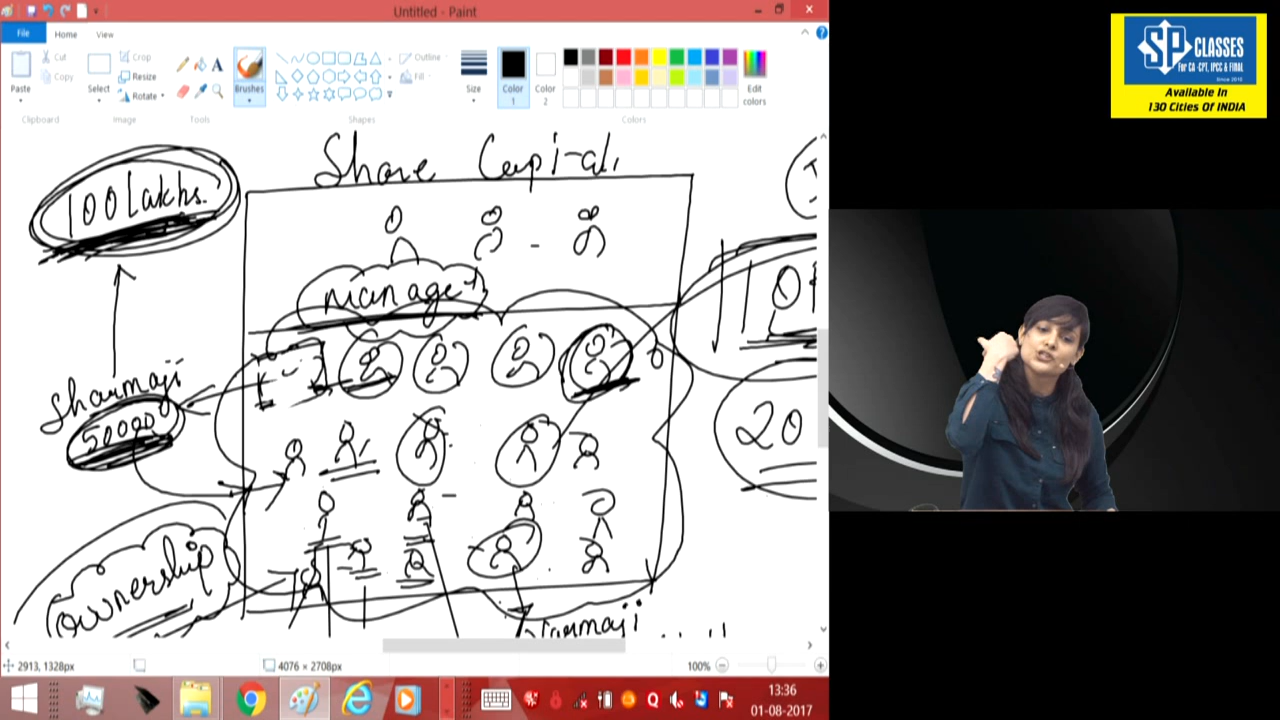 Untitled - Paint
File
Home
View
Paste
Cut
Copy
Clipboard
Select
Crop
Resize
Rotate
Image
Tools
Brushes
Shapes
Outline
Fill
Size
Color
1
Color
2
Edit
colors
Colors
SP CLASSES
For CA -CPT, IPCC & FINAL
Since 2010
Available In
130 Cities Of INDIA
Share Capital
100 Lakhs.
manage
Sharmaji
50000
20
ownership
2913, 1328px
4076 × 2708px
100%
13:36
01-08-2017